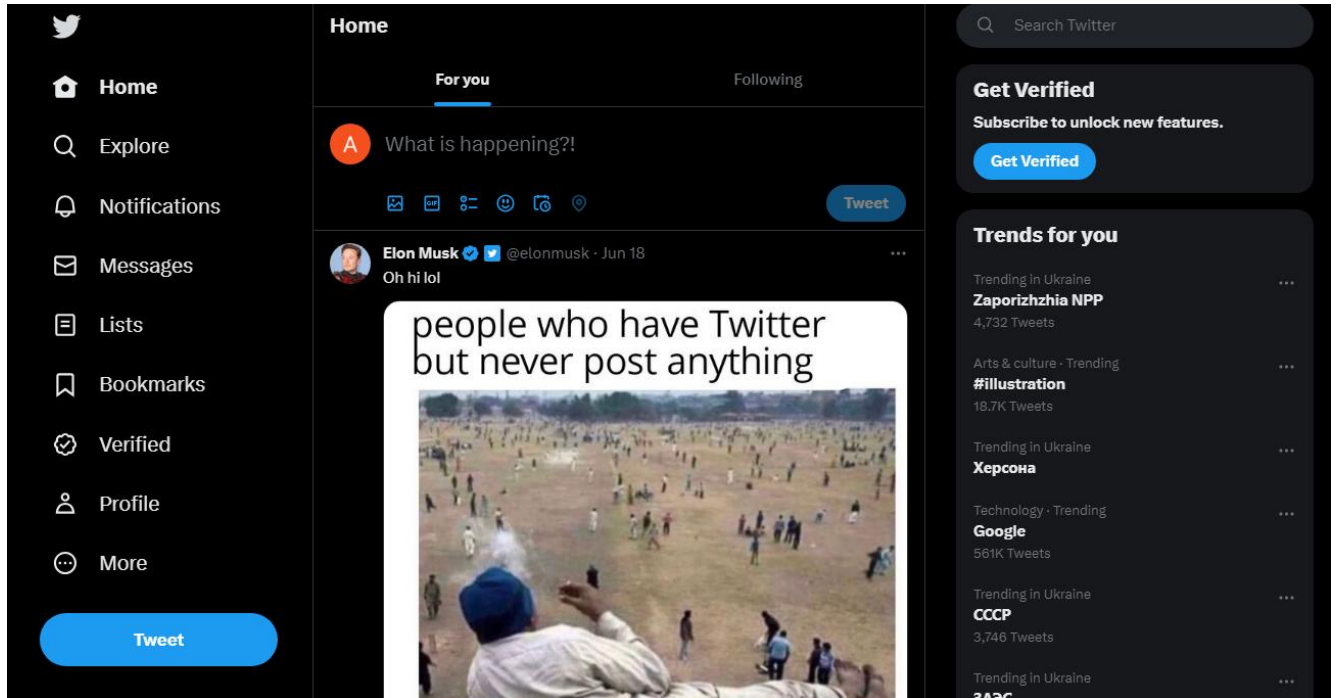 Home
Explore
Notifications
Messages
Lists
Bookmarks
Verified
Profile
More
Tweet
Home
For you
Following
A
What is happening?!
GIF
Tweet
Elon Musk @elonmusk · Jun 18
Oh hi lol
people who have Twitter
but never post anything
Search Twitter
Get Verified
Subscribe to unlock new features.
Get Verified
Trends for you
Trending in Ukraine
Zaporizhzhia NPP
4,732 Tweets
Arts & culture · Trending
#illustration
18.7K Tweets
Trending in Ukraine
Херсона
Technology · Trending
Google
561K Tweets
Trending in Ukraine
СССР
3,746 Tweets
Trending in Ukraine
ЗАЭС